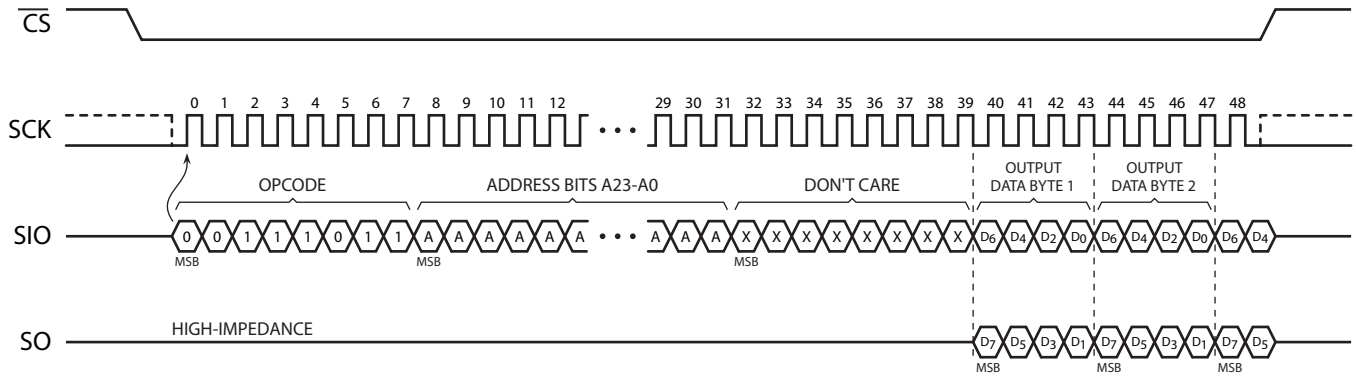 CS
0 1 2 3 4 5 6 7 8 9 10 11 12 29 30 31 32 33 34 35 36 37 38 39 40 41 42 43 44 45 46 47 48
SCK
OPCODE ADDRESS BITS A23-A0 DON'T CARE
OUTPUT
DATA BYTE 1
OUTPUT
DATA BYTE 2
SIO 0 0 1 1 1 0 1 1 A A A A A A A A A X X X X X X X X D6 D4 D2 D0 D6 D4 D2 D0 D6 D4
MSB MSB MSB
HIGH-IMPEDANCE
SO D7 D5 D3 D1 D7 D5 D3 D1 D7 D5
MSB MSB MSB